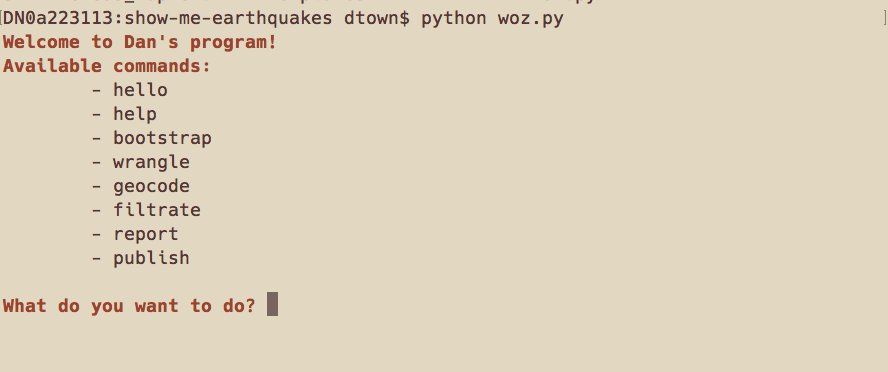 [DN0a223113:show-me-earthquakes dtown$ python woz.py ]
Welcome to Dan's program!
Available commands:
- hello
- help
- bootstrap
- wrangle
- geocode
- filtrate
- report
- publish
What do you want to do?